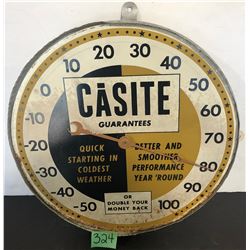 CĀSITE
GUARANTEES
QUICK
STARTING IN
COLDEST
WEATHER
BETTER AND
SMOOTHER
PERFORMANCE
YEAR 'ROUND
OR
DOUBLE YOUR
MONEY BACK
-50
-40
-30
-20
-10
0
10
20
30
40
50
60
70
80
90
100
324